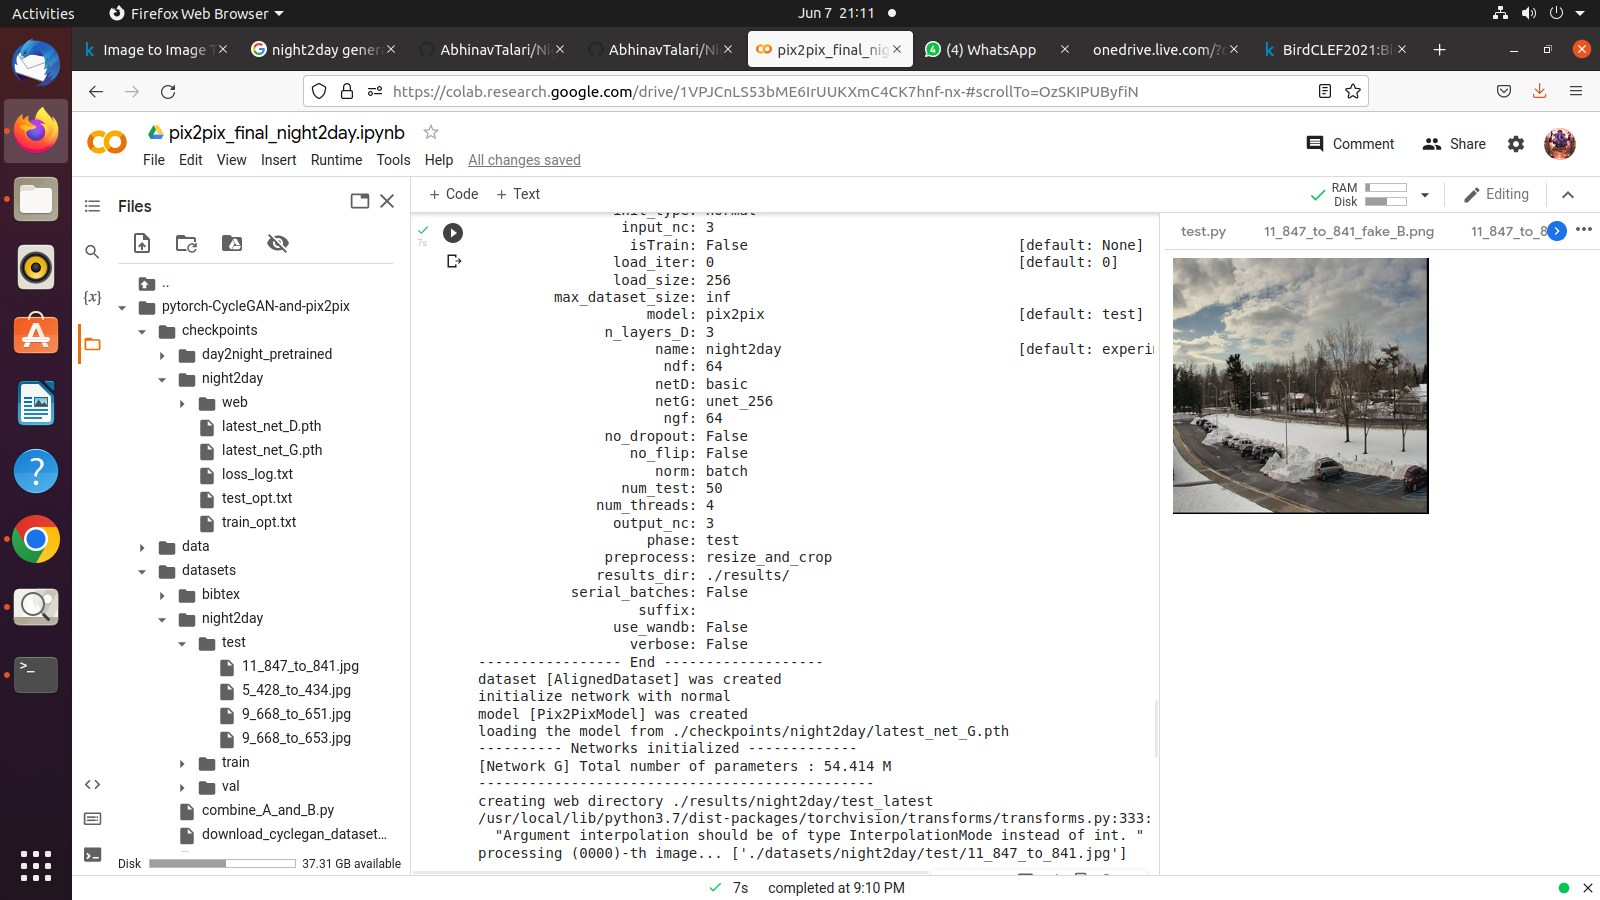 Activities
Firefox Web Browser
Jun 7 21:11
Image to Image T
night2day gener
AbhinavTalari/Ni
AbhinavTalari/Ni
pix2pix_final_nig
(4) WhatsApp
onedrive.live.com/?c
BirdCLEF2021:Bi
https://colab.research.google.com/drive/1VPJCnLS53bME6IrUUKXmC4CK7hnf-nx-#scrollTo=OzSKIPUByfiN
pix2pix_final_night2day.ipynb
File Edit View Insert Runtime Tools Help All changes saved
Comment
Share
Files
+ Code + Text
RAM
Disk
Editing
{x}
..
pytorch-CycleGAN-and-pix2pix
checkpoints
day2night_pretrained
night2day
web
latest_net_D.pth
latest_net_G.pth
loss_log.txt
test_opt.txt
train_opt.txt
data
datasets
bibtex
night2day
test
11_847_to_841.jpg
5_428_to_434.jpg
9_668_to_651.jpg
9_668_to_653.jpg
train
val
combine_A_and_B.py
download_cyclegan_dataset...
Disk 37.31 GB available
7s
init_type: normal
input_nc: 3
isTrain: False [default: None]
load_iter: 0 [default: 0]
load_size: 256
max_dataset_size: inf
model: pix2pix [default: test]
n_layers_D: 3
name: night2day [default: experi
ndf: 64
netD: basic
netG: unet_256
ngf: 64
no_dropout: False
no_flip: False
norm: batch
num_test: 50
num_threads: 4
output_nc: 3
phase: test
preprocess: resize_and_crop
results_dir: ./results/
serial_batches: False
suffix:
use_wandb: False
verbose: False
----------------- End -------------------
dataset [AlignedDataset] was created
initialize network with normal
model [Pix2PixModel] was created
loading the model from ./checkpoints/night2day/latest_net_G.pth
---------- Networks initialized -------------
[Network G] Total number of parameters : 54.414 M
-----------------------------------------------
creating web directory ./results/night2day/test_latest
/usr/local/lib/python3.7/dist-packages/torchvision/transforms/transforms.py:333:
"Argument interpolation should be of type InterpolationMode instead of int. "
processing (0000)-th image... ['./datasets/night2day/test/11_847_to_841.jpg']
test.py
11_847_to_841_fake_B.png
11_847_to_8
7s completed at 9:10 PM